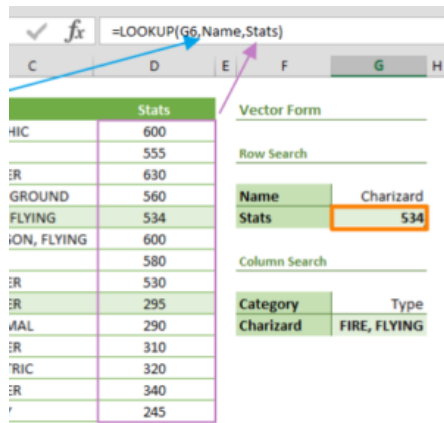 fx =LOOKUP(G6,Name,Stats)
C D E F G H
Stats Vector Form
HIC 600
555 Row Search
ER 630
GROUND 560 Name Charizard
FLYING 534 Stats 534
SON, FLYING 600
580 Column Search
ER 530
ER 295 Category Type
MAL 290 Charizard FIRE, FLYING
ER 310
RIC 320
ER 340
245